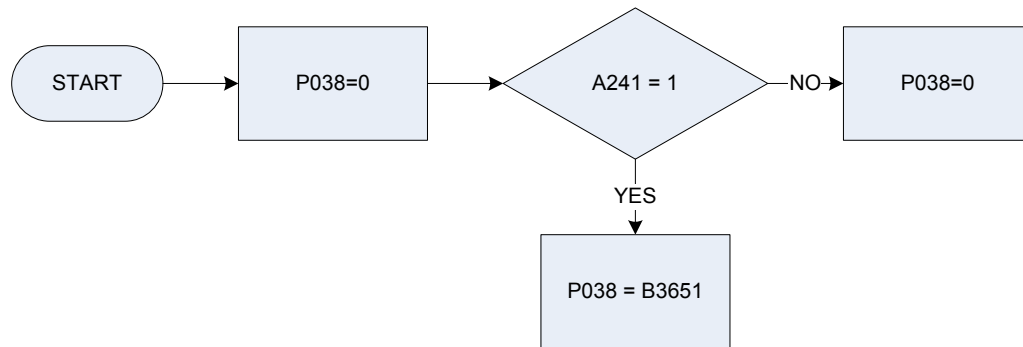 START
P038=0
A241 = 1
NO
P038=0
YES
P038 = B3651